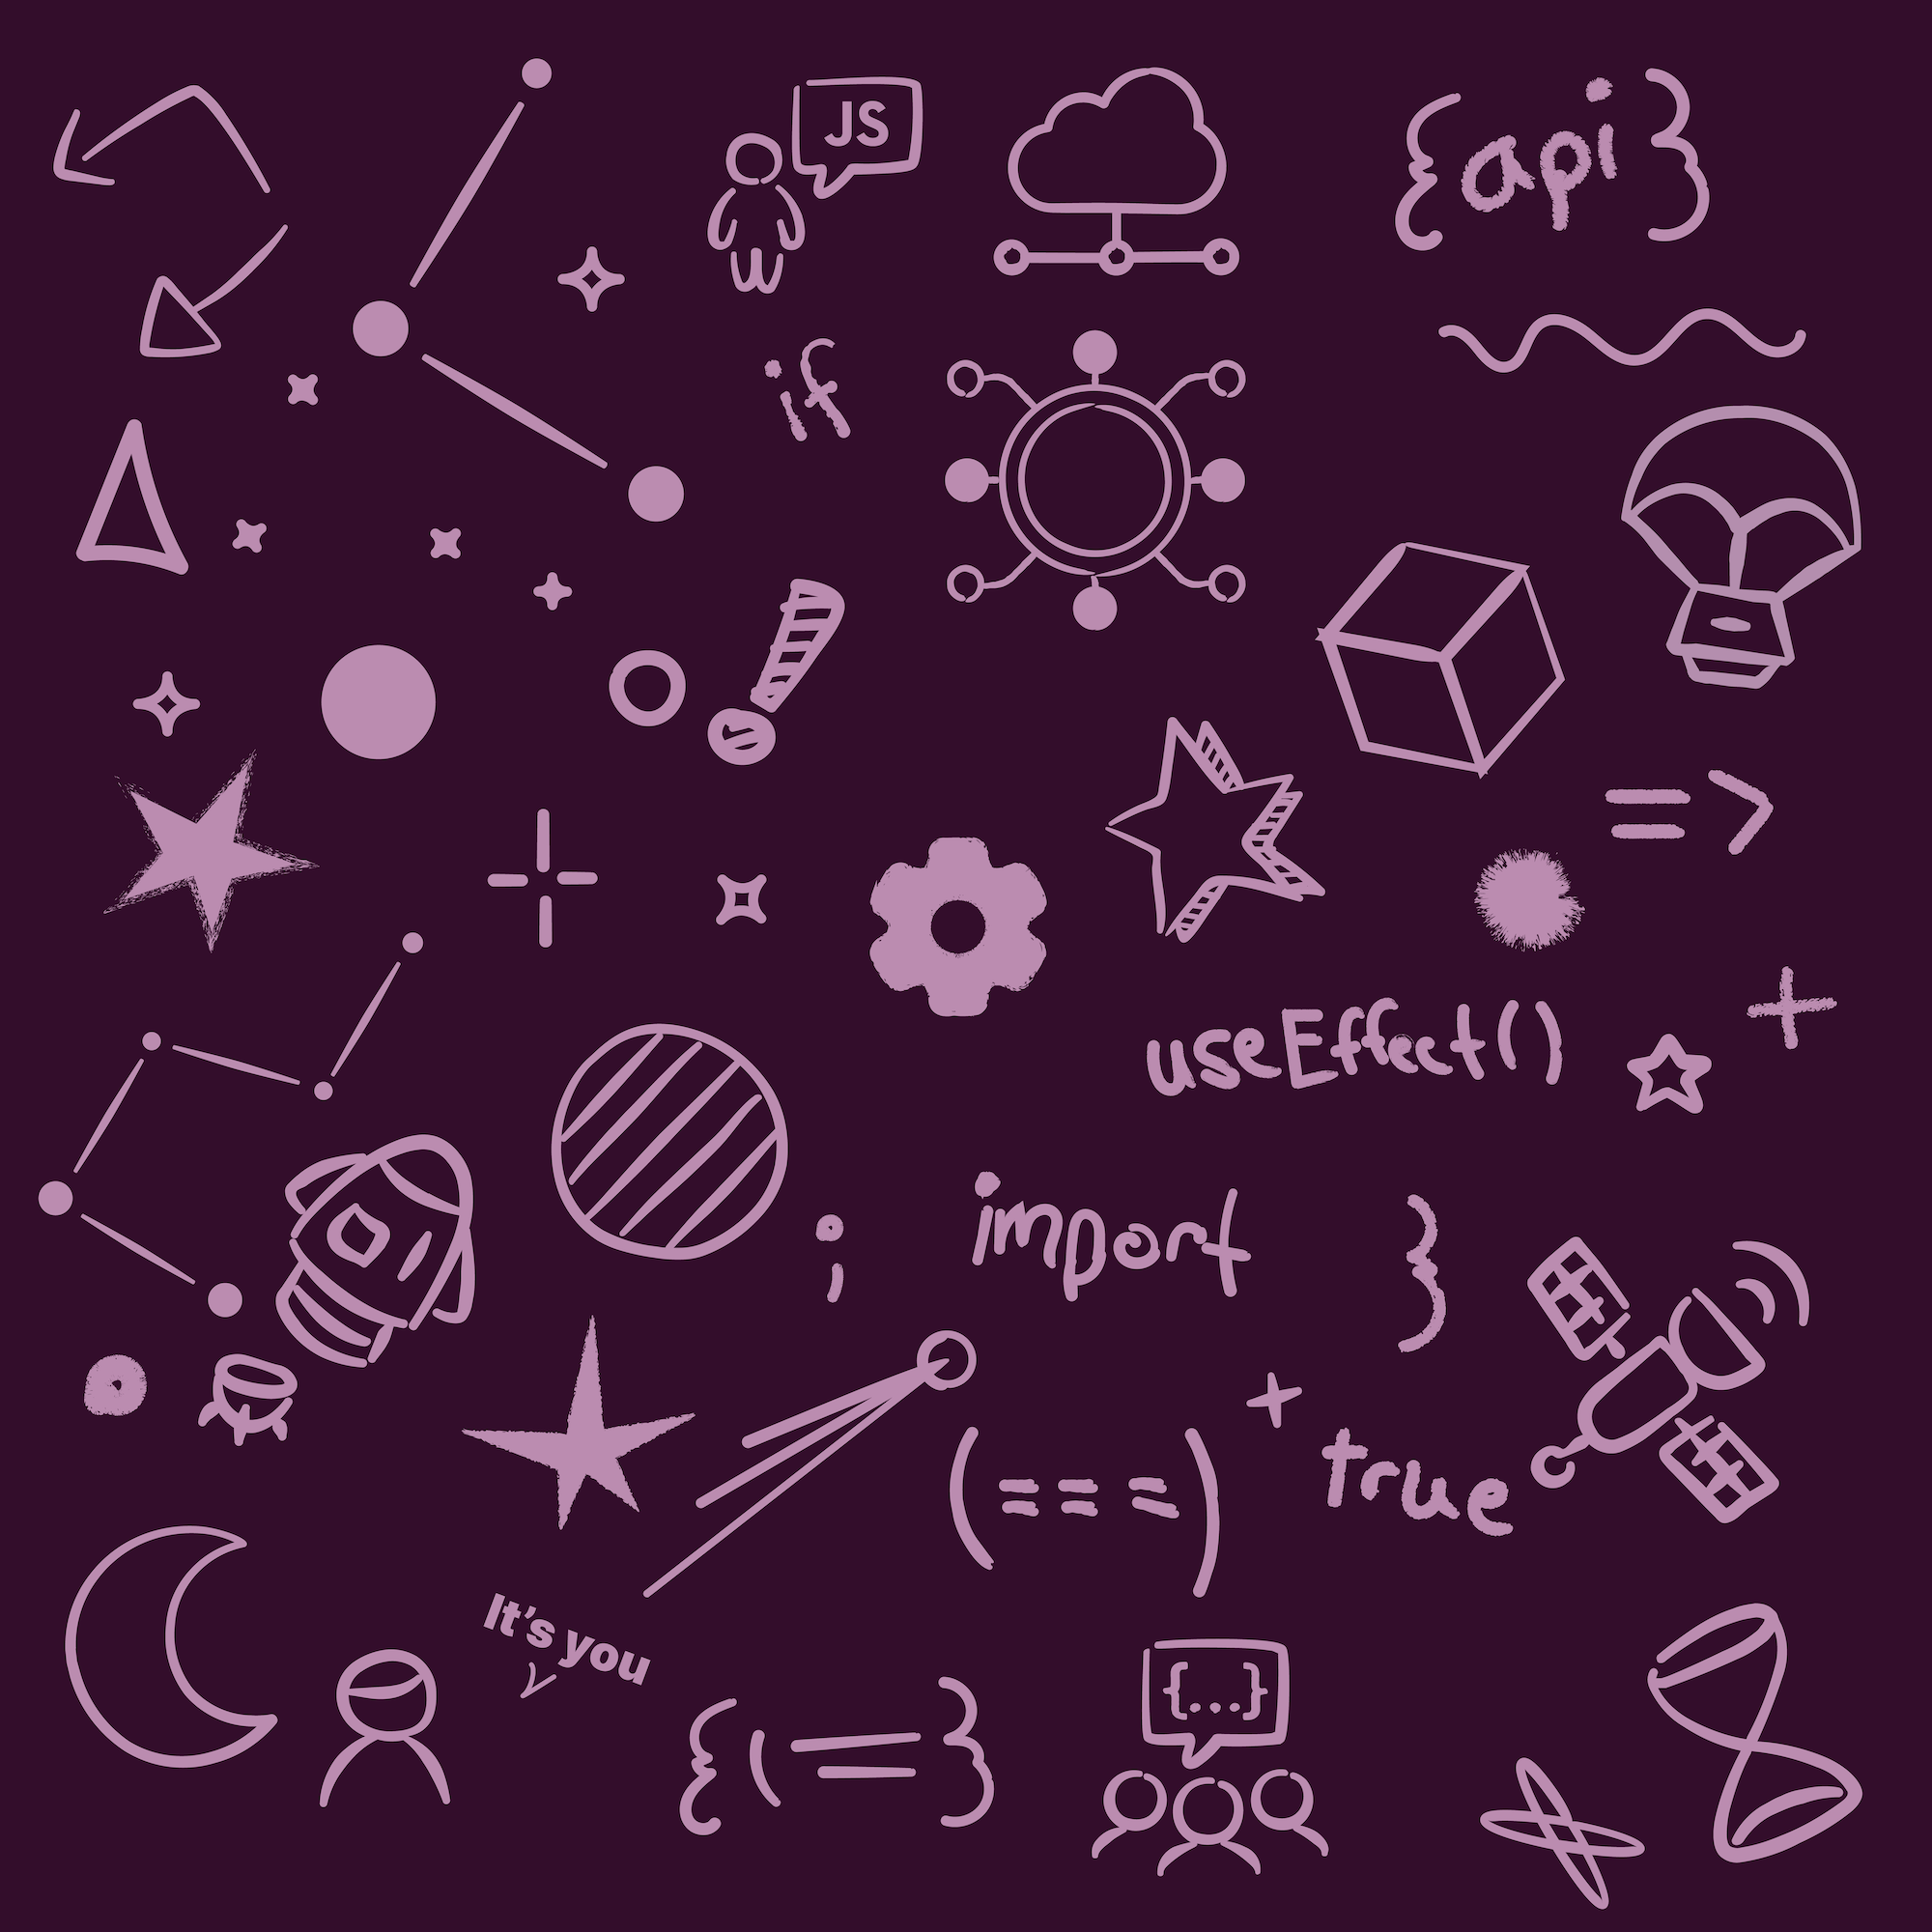 JS
{api}
if
!
=>
useEffect()
;
import
}
(===)
true
It's you
{(=}
{...}